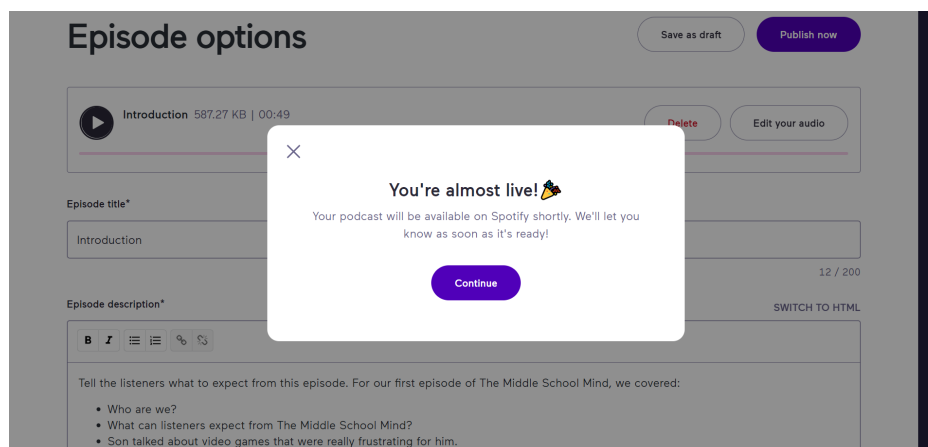 Episode options
Save as draft
Publish now
Introduction 587.27 KB | 00:49
Delete
Edit your audio
You're almost live!🎉
Your podcast will be available on Spotify shortly. We'll let you
know as soon as it's ready!
Continue
Episode title*
Introduction
12 / 200
Episode description*
SWITCH TO HTML
B I
Tell the listeners what to expect from this episode. For our first episode of The Middle School Mind, we covered:
• Who are we?
• What can listeners expect from The Middle School Mind?
• Son talked about video games that were really frustrating for him.